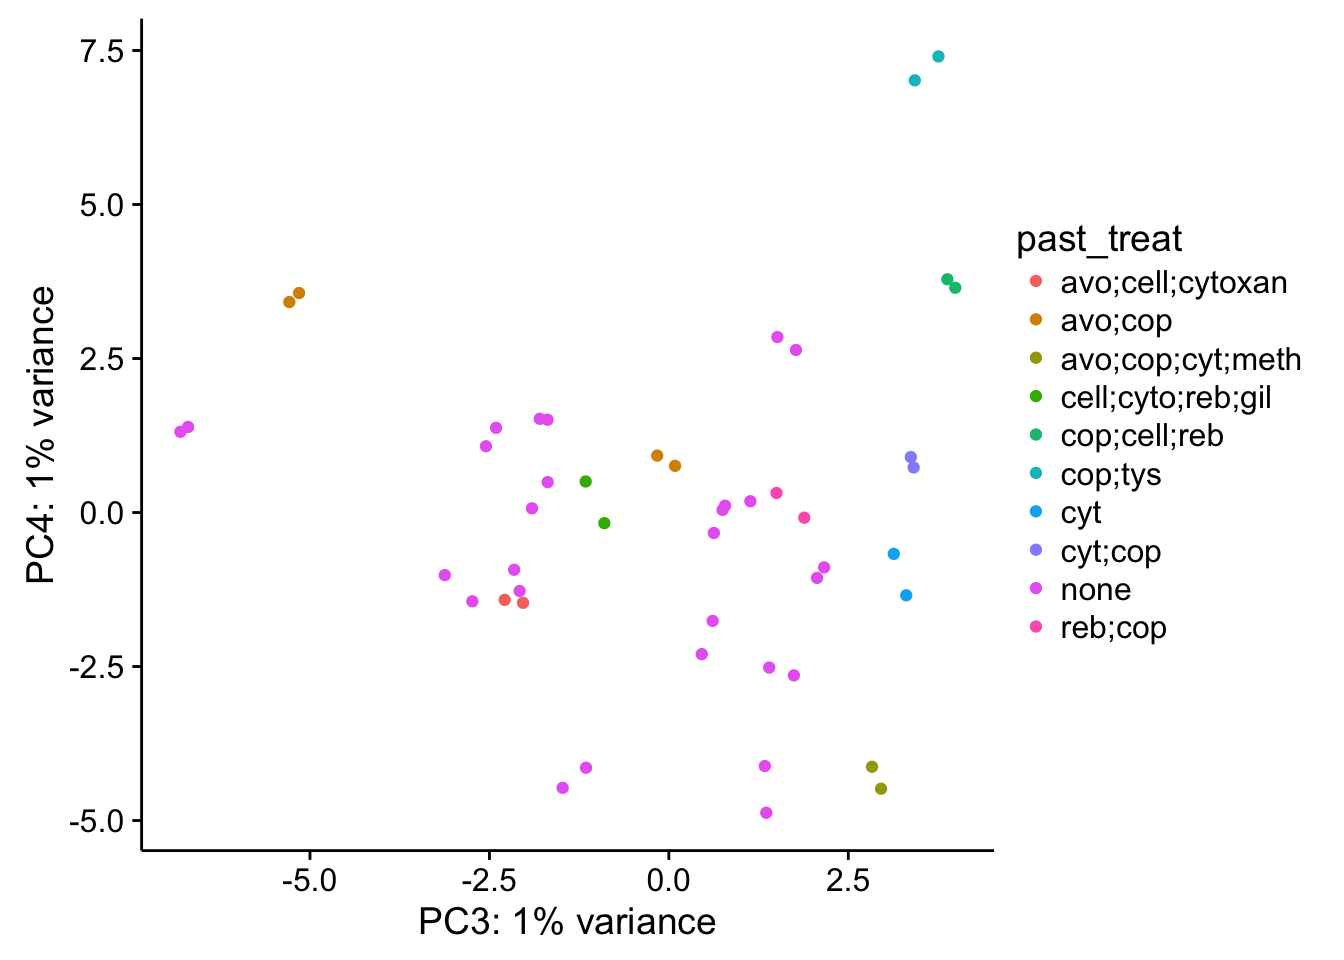 7.5
5.0
2.5
0.0
-2.5
-5.0
PC4: 1% variance
-5.0
-2.5
0.0
2.5
PC3: 1% variance
past_treat
avo;cell;cytoxan
avo;cop
avo;cop;cyt;meth
cell;cyto;reb;gil
cop;cell;reb
cop;tys
cyt
cyt;cop
none
reb;cop